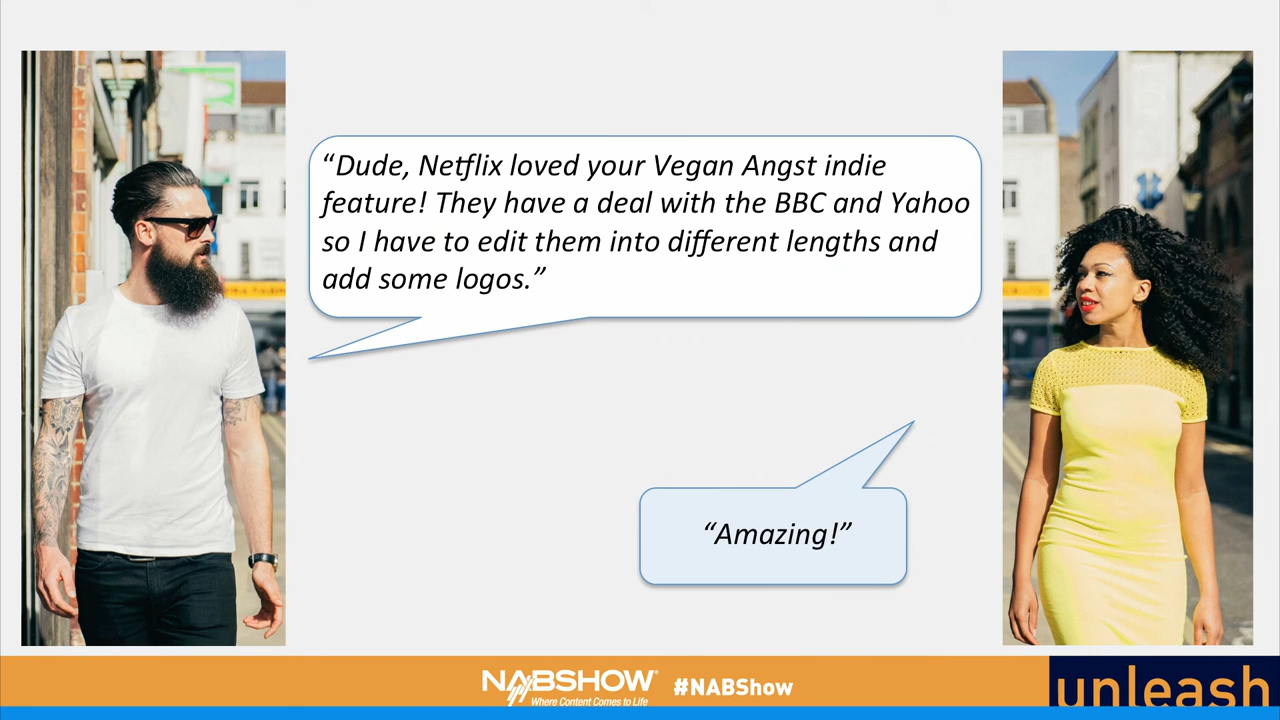 “Dude, Netflix loved your Vegan Angst indie
feature! They have a deal with the BBC and Yahoo
so I have to edit them into different lengths and
add some logos.”
“Amazing!”
NABSHOW®
Where Content Comes to Life
#NABShow
unleash